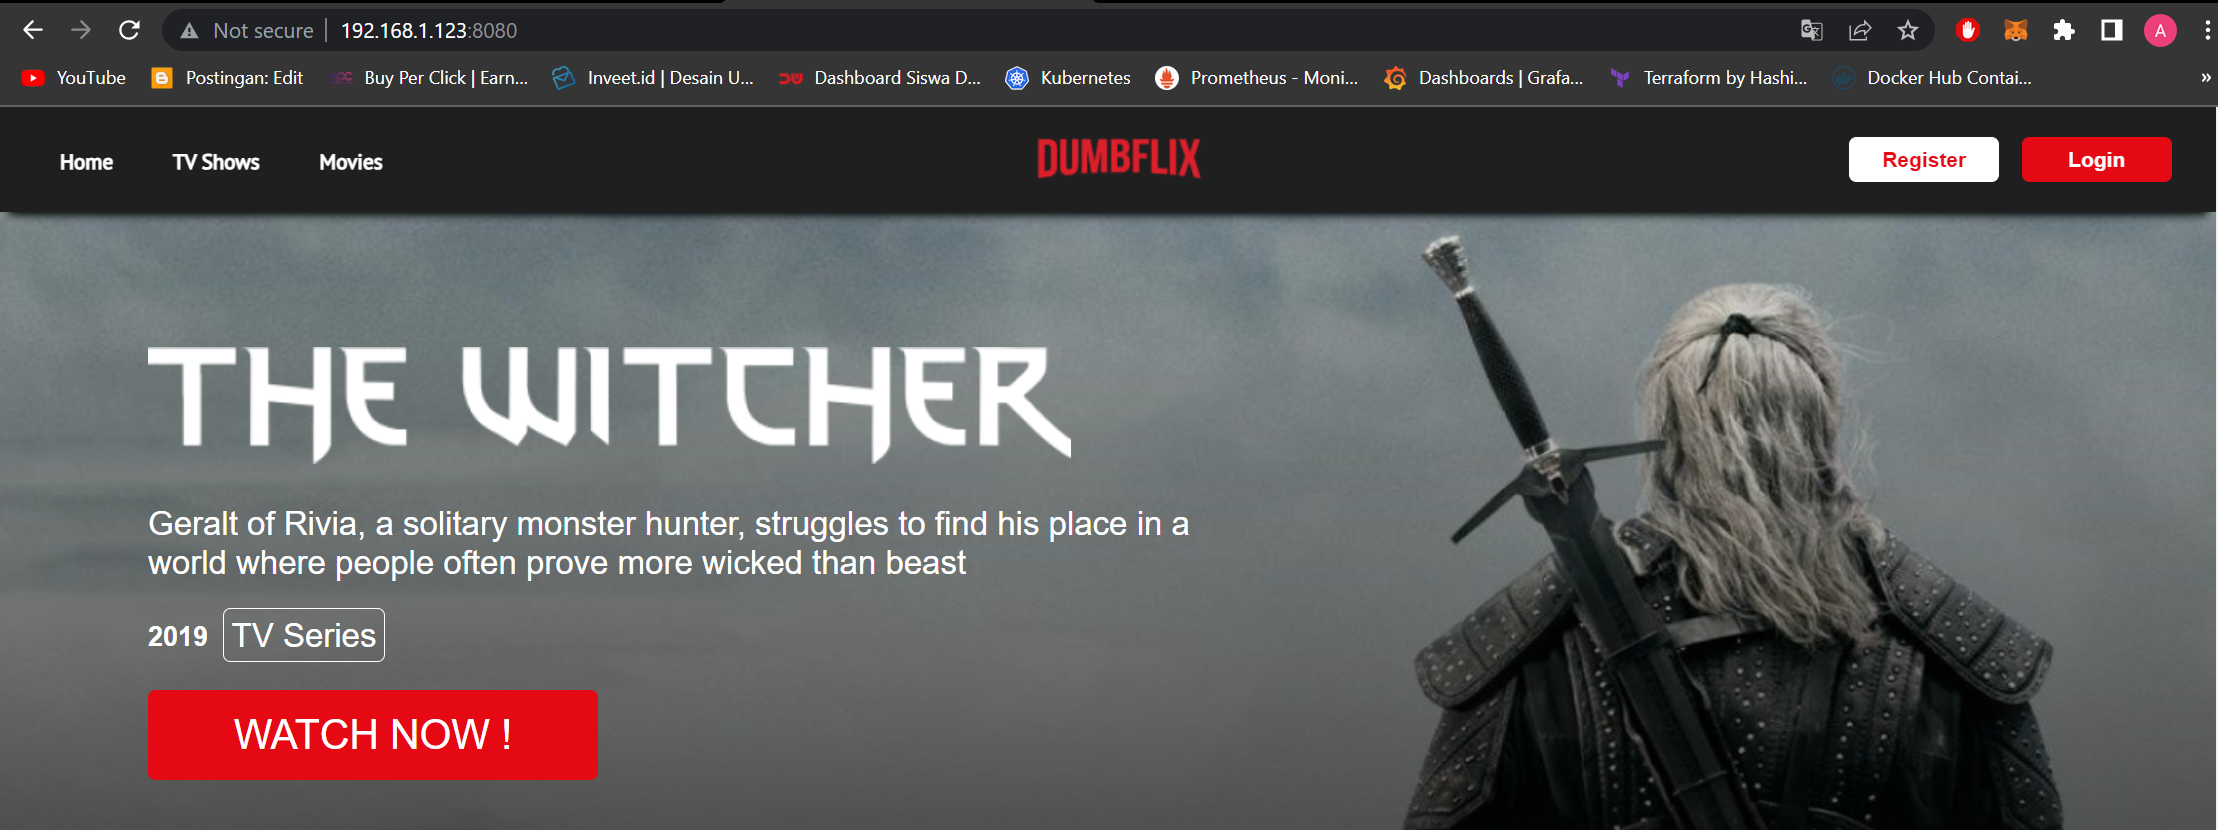 Not secure 192.168.1.123:8080
A
YouTube Postingan: Edit Buy Per Click | Earn... Inveet.id | Desain U... Dashboard Siswa D... Kubernetes Prometheus - Moni... Dashboards | Grafa... Terraform by Hashi... Docker Hub Contai... »
Home TV Shows Movies DUMBFLIX Register Login
THE WITCHER
Geralt of Rivia, a solitary monster hunter, struggles to find his place in a
world where people often prove more wicked than beast
2019 TV Series
WATCH NOW !